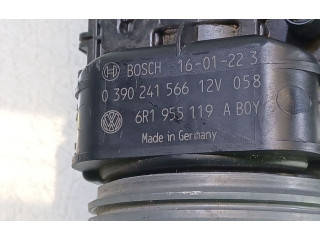 BOSCH 16-01-22 3
0 390 241 566 12V 058
6R1 955 119 A BOY
Made in Germany